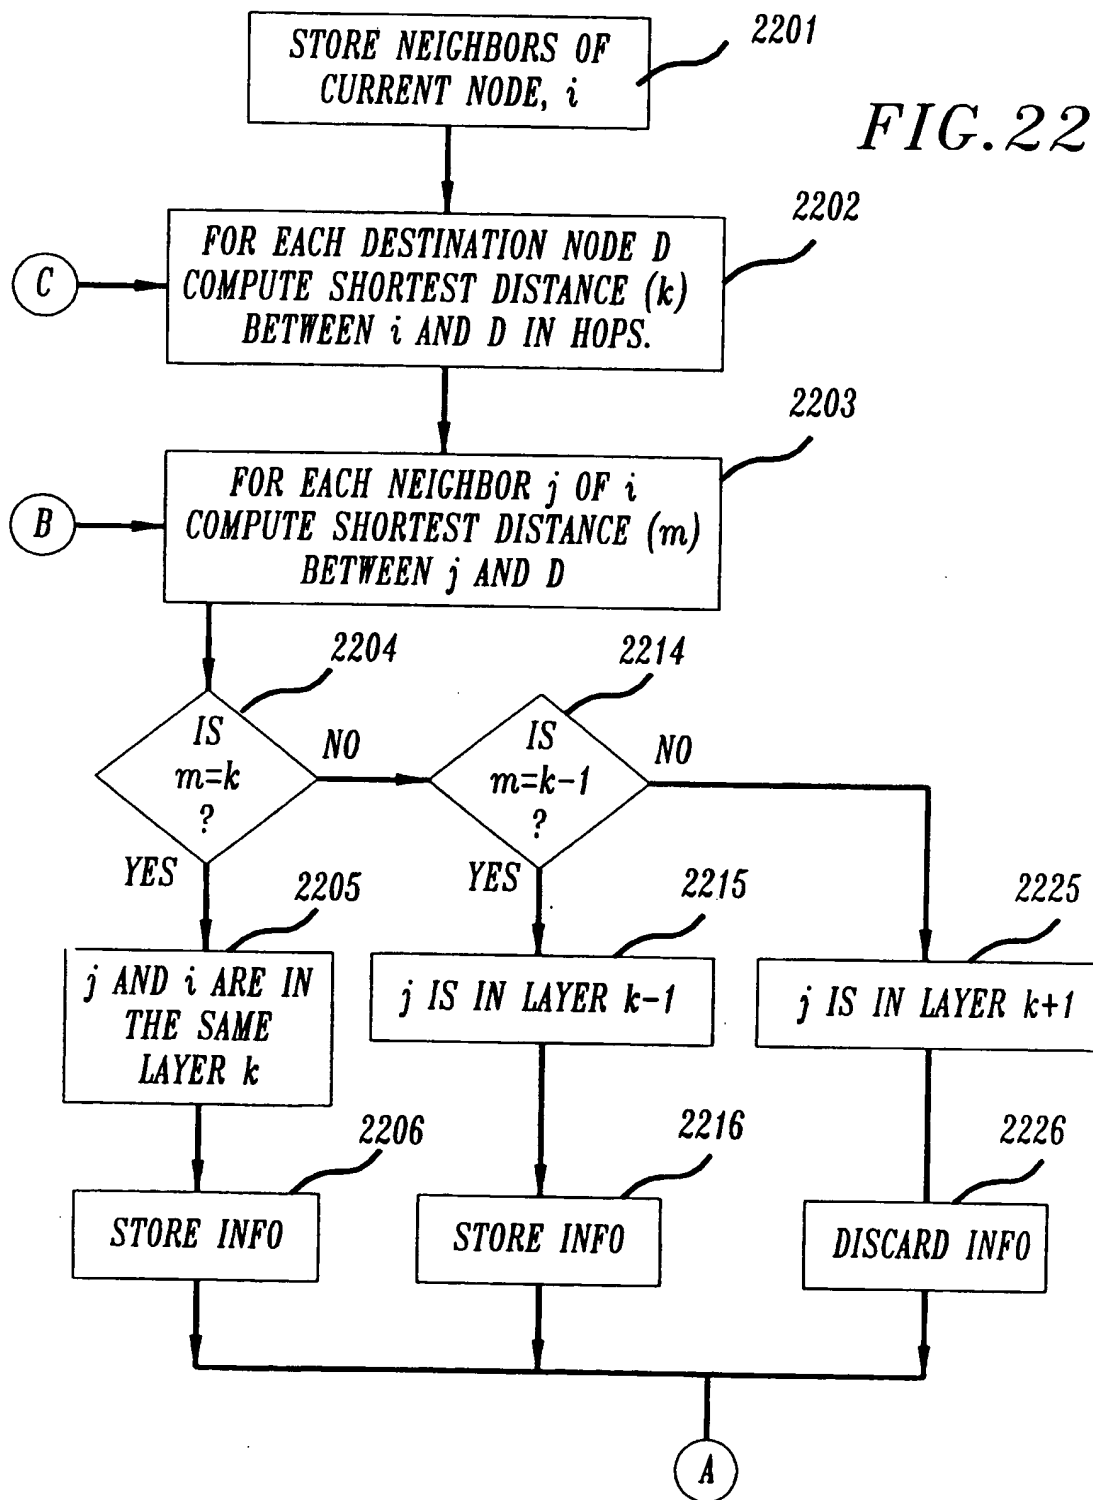 2201
STORE NEIGHBORS OF
CURRENT NODE, i
FIG.22
2202
FOR EACH DESTINATION NODE D
COMPUTE SHORTEST DISTANCE (k)
BETWEEN i AND D IN HOPS.
C
2203
FOR EACH NEIGHBOR j OF i
COMPUTE SHORTEST DISTANCE (m)
BETWEEN j AND D
B
2204
IS
m=k
?
NO
YES
2214
IS
m=k-1
?
NO
YES
2205
j AND i ARE IN
THE SAME
LAYER k
2215
j IS IN LAYER k-1
2225
j IS IN LAYER k+1
2206
STORE INFO
2216
STORE INFO
2226
DISCARD INFO
A